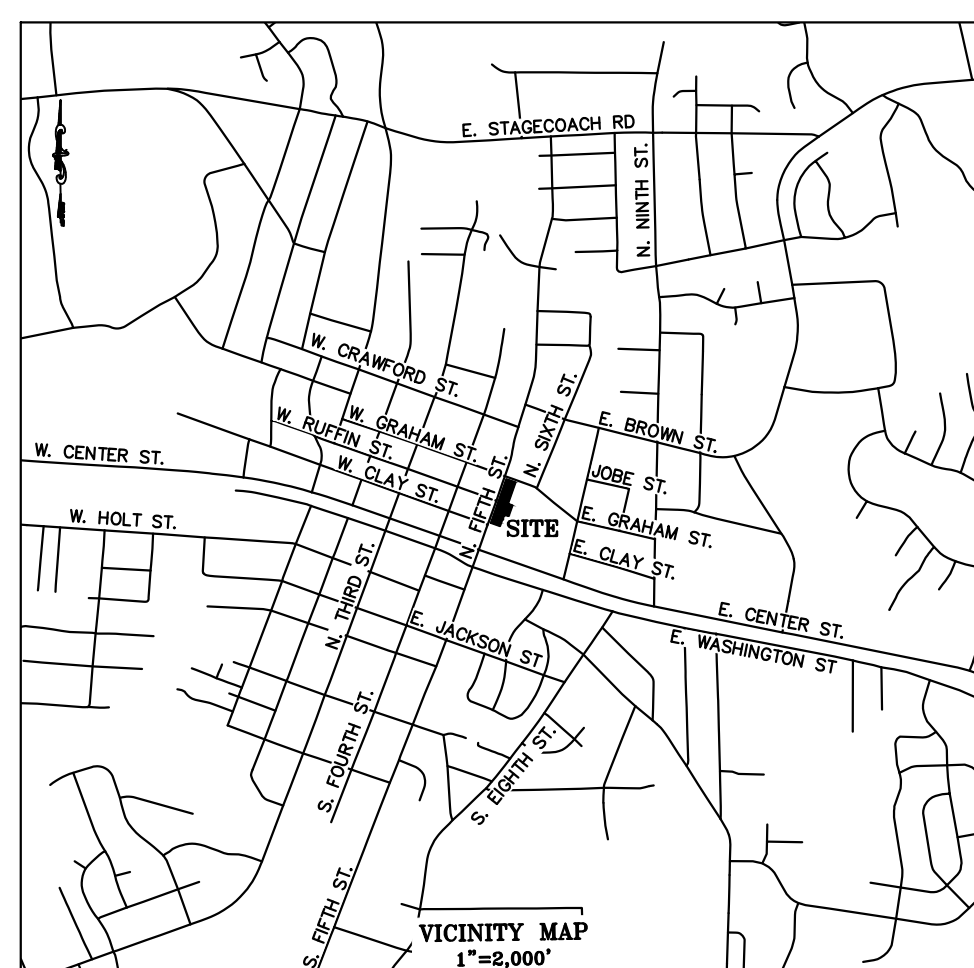 E. STAGECOACH RD
N. NINTH ST.
W. CRAWFORD ST.
N. SIXTH ST.
W. GRAHAM ST.
W. RUFFIN ST.
E. BROWN ST.
W. CENTER ST.
W. CLAY ST.
N. FIFTH ST.
JOBE ST.
SITE
E. GRAHAM ST.
W. HOLT ST.
E. CLAY ST.
N. THIRD ST.
E. JACKSON ST
E. CENTER ST.
E. WASHINGTON ST
S. FOURTH ST.
S. EIGHTH ST.
S. FIFTH ST.
VICINITY MAP
1"=2,000'